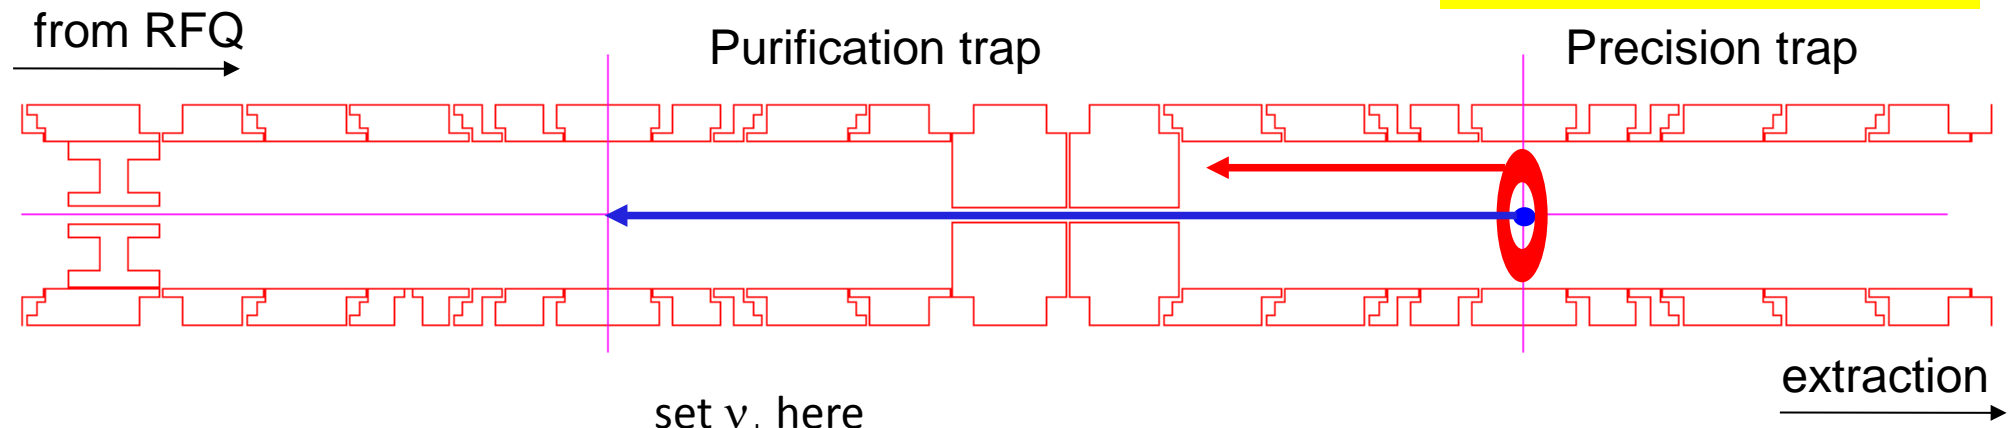 from RFQ
Purification trap
Precision trap
extraction
set here